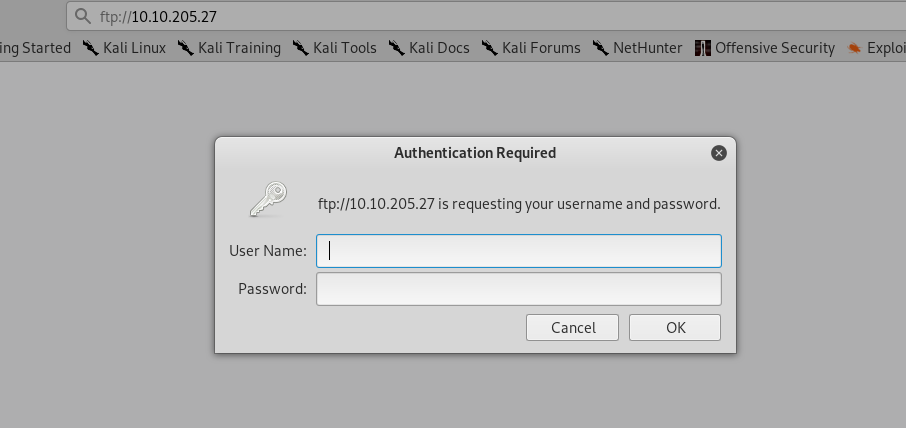 ftp://10.10.205.27
ing Started Kali Linux Kali Training Kali Tools Kali Docs Kali Forums NetHunter Offensive Security Exploi
Authentication Required
ftp://10.10.205.27 is requesting your username and password.
User Name:
Password:
Cancel OK